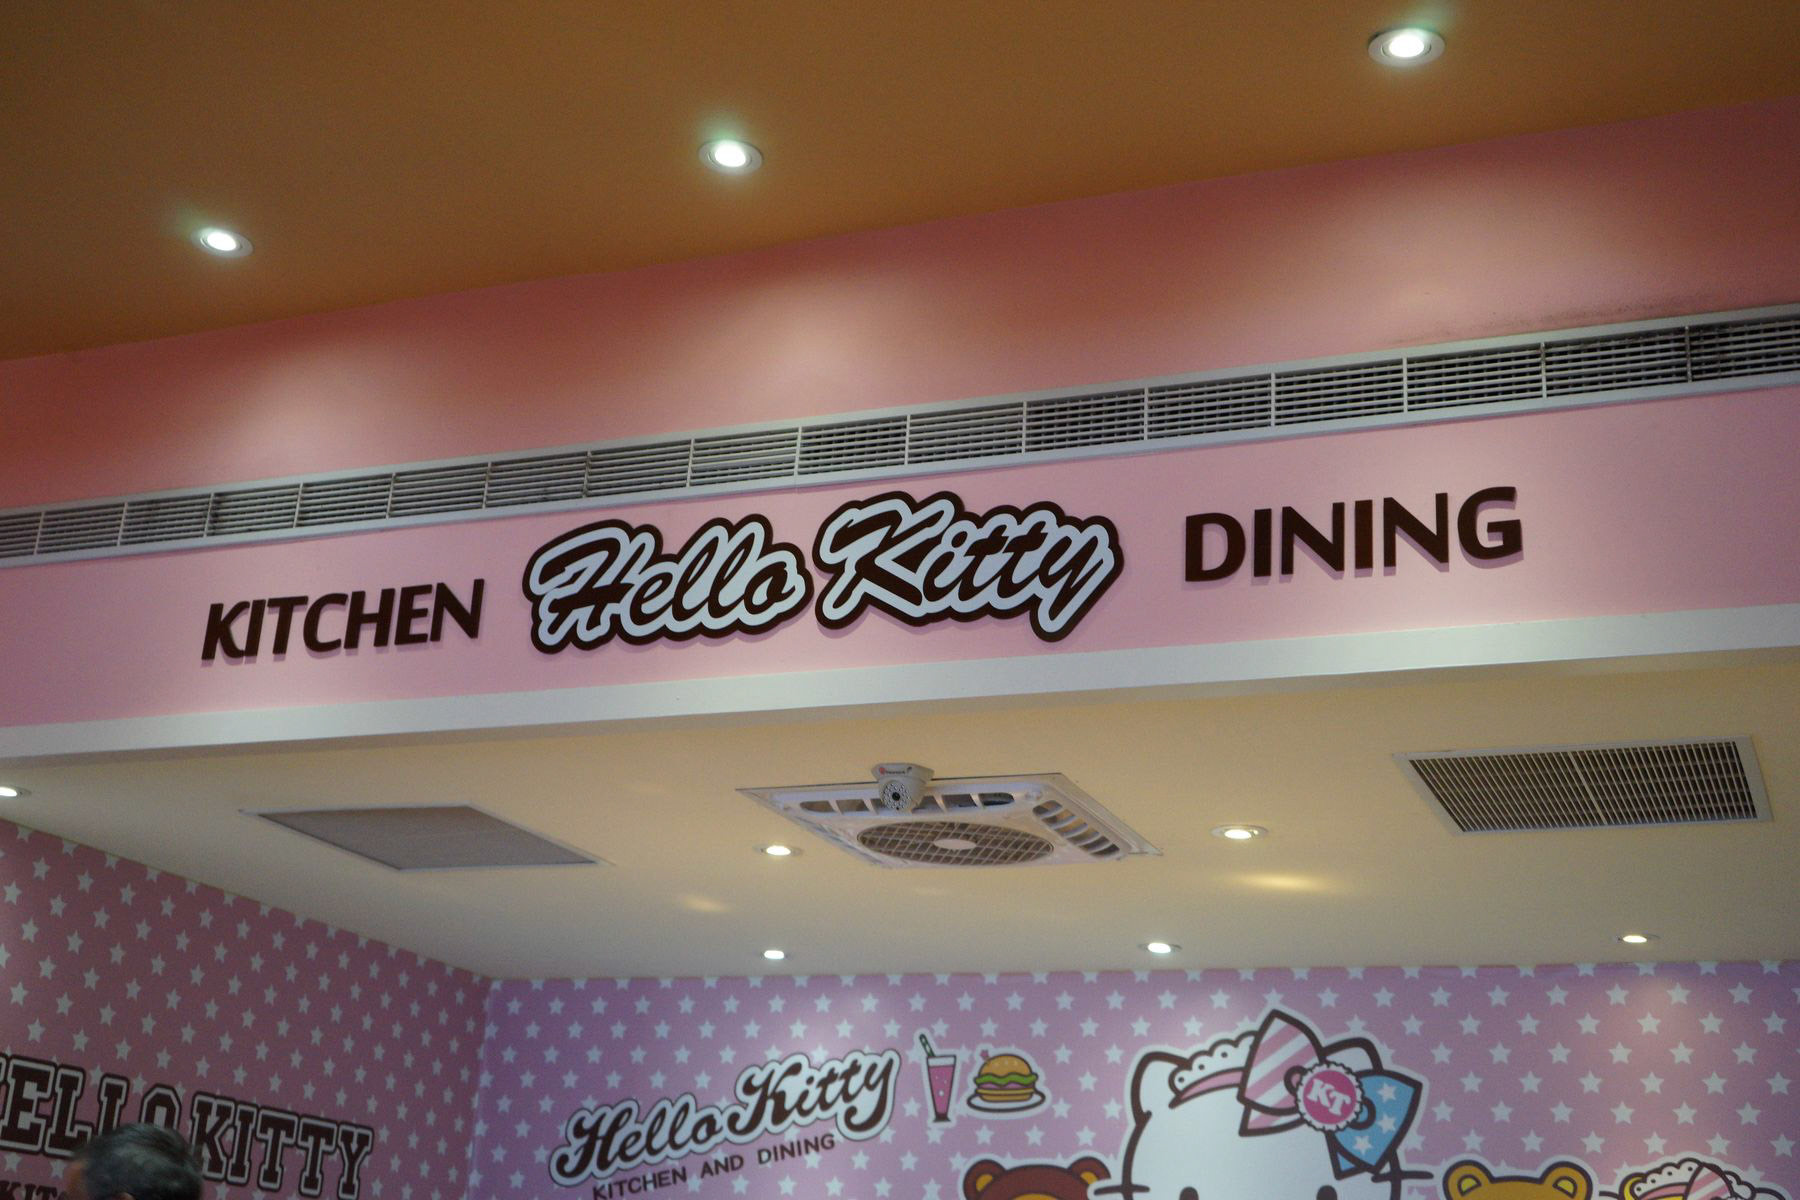 KITCHEN Hello Kitty DINING
HELLO KITTY
Hello Kitty
KITCHEN AND DINING
KT